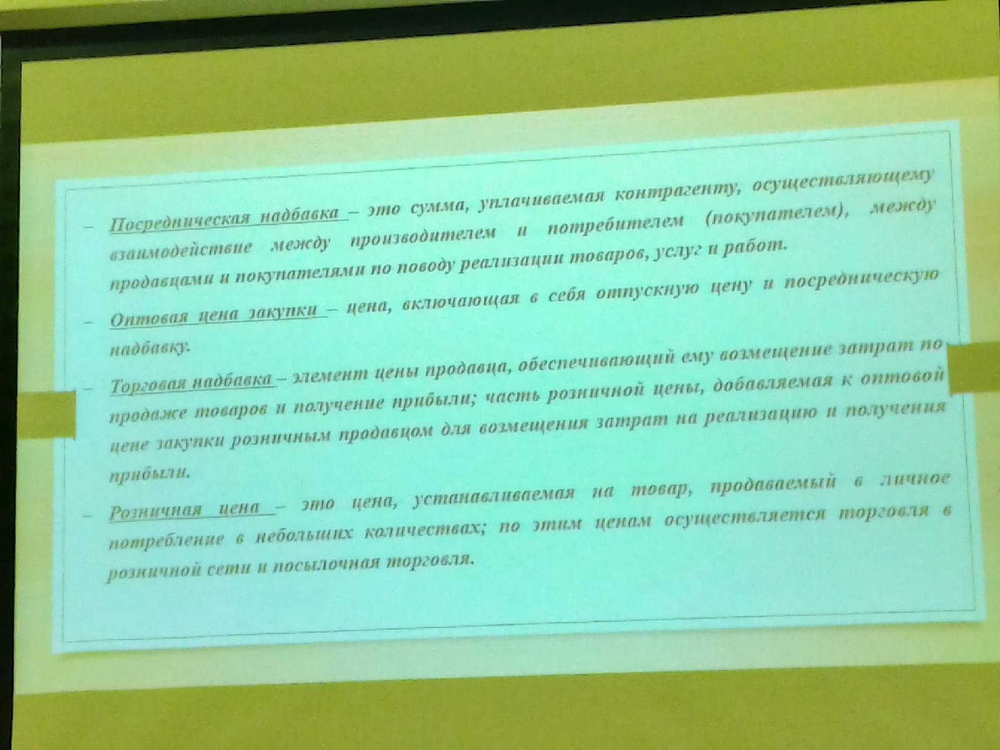 – Посредническая надбавка – это сумма, уплачиваемая контрагенту, осуществляющему
взаимодействие между производителем и потребителем (покупателем), между
продавцами и покупателями по поводу реализации товаров, услуг и работ.
– Оптовая цена закупки – цена, включающая в себя отпускную цену и посредническую
надбавку.
– Торговая надбавка – элемент цены продавца, обеспечивающий ему возмещение затрат по
продаже товаров и получение прибыли; часть розничной цены, добавляемая к оптовой
цене закупки розничным продавцом для возмещения затрат на реализацию и получения
прибыли.
– Розничная цена – это цена, устанавливаемая на товар, продаваемый в личное
потребление в небольших количествах; по этим ценам осуществляется торговля в
розничной сети и посылочная торговля.